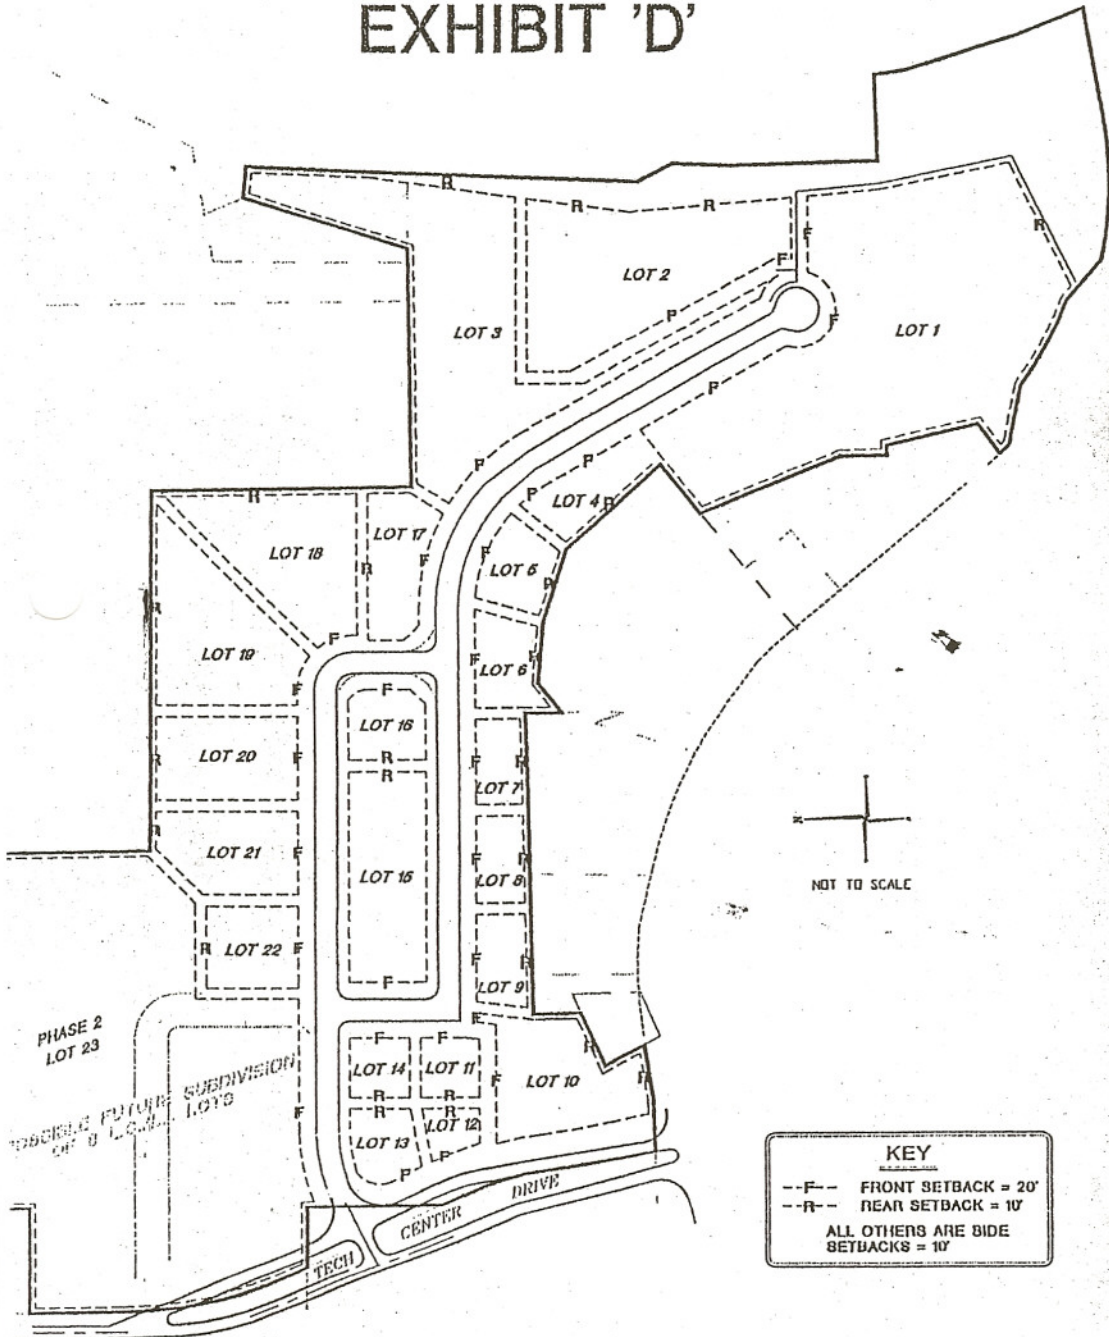 EXHIBIT 'D'
R
R
R
R
F
F
LOT 2
LOT 3
LOT 1
F
F
F
F
F
F
F
LOT 4
R
R
LOT 17
LOT 18
F
R
F
LOT 5
R
F
R
LOT 19
F
LOT 6
F
R
F
LOT 16
R
R
LOT 20
R
F
F
R
LOT 7
LOT 21
R
F
LOT 15
F
R
LOT 8
NOT TO SCALE
R
LOT 22
F
F
F
R
LOT 9
PHASE 2
LOT 23
FUTURE SUBDIVISION
OF
LOTS
F
F
F
LOT 14
LOT 11
R
R
R
R
LOT 13
LOT 12
F
F
F
F
LOT 10
R
R
TECH
CENTER
DRIVE
KEY
--F-- FRONT SETBACK = 20'
--R-- REAR SETBACK = 10'
ALL OTHERS ARE SIDE
SETBACKS = 10'